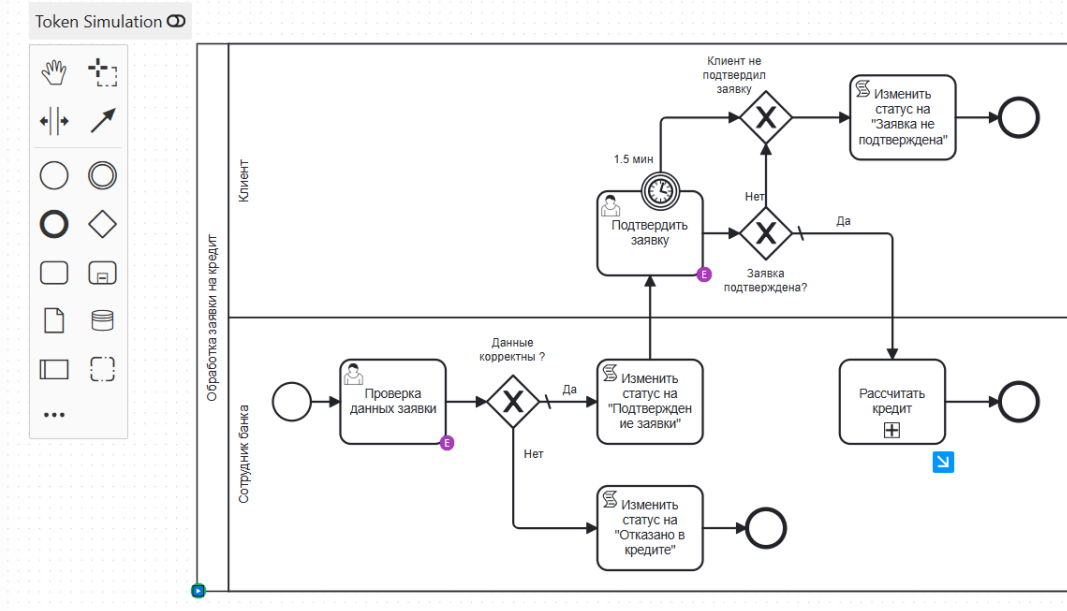 Token Simulation
Обработка заявки на кредит
Клиент
Клиент не
подтвердил
заявку
Изменить
статус на
"Заявка не
подтверждена"
1.5 мин
Подтвердить
заявку
E
Нет
Да
Заявка
подтверждена?
Сотрудник банка
Проверка
данных заявки
E
Данные
корректны ?
Да
Нет
Изменить
статус на
"Подтвержден
ие заявки"
Изменить
статус на
"Отказано в
кредите"
Рассчитать
кредит